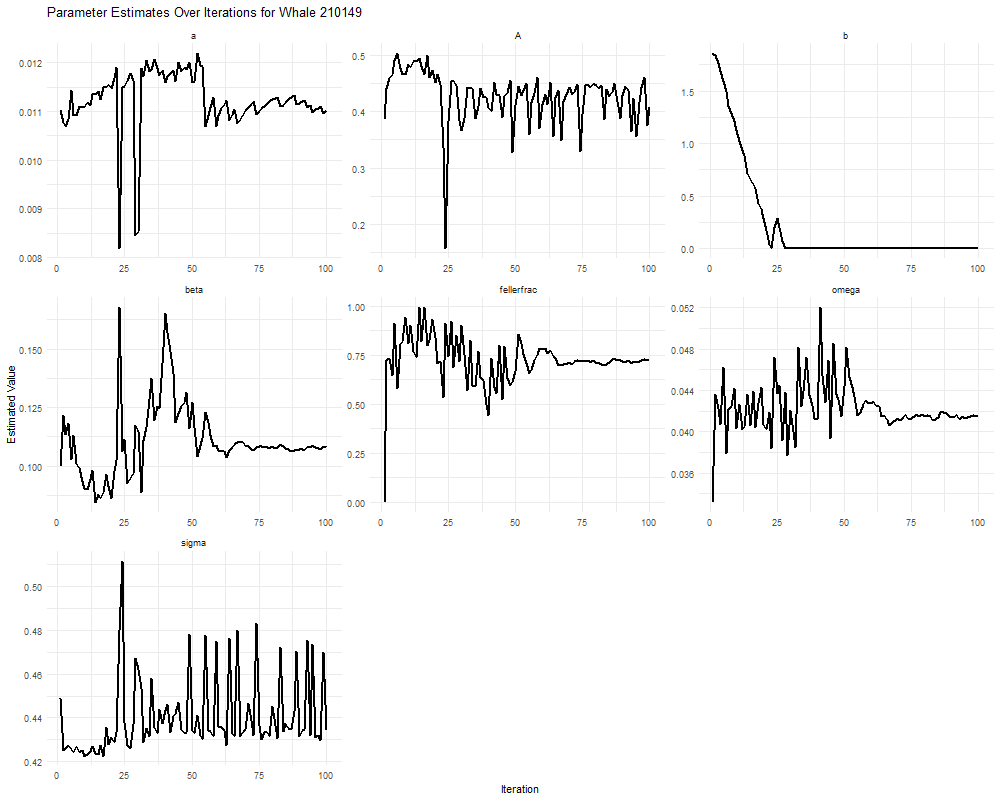 Parameter Estimates Over Iterations for Whale 210149
a
A
b
0.012
0.011
0.010
0.009
0.008
0.5
0.4
0.3
0.2
1.5
1.0
0.5
0.0
0 25 50 75 100
0 25 50 75 100
0 25 50 75 100
beta
fellerfrac
omega
0.150
0.125
0.100
1.00
0.75
0.50
0.25
0.00
0.052
0.048
0.044
0.040
0.036
0 25 50 75 100
0 25 50 75 100
0 25 50 75 100
sigma
0.50
0.48
0.46
0.44
0.42
0 25 50 75 100
Estimated Value
Iteration